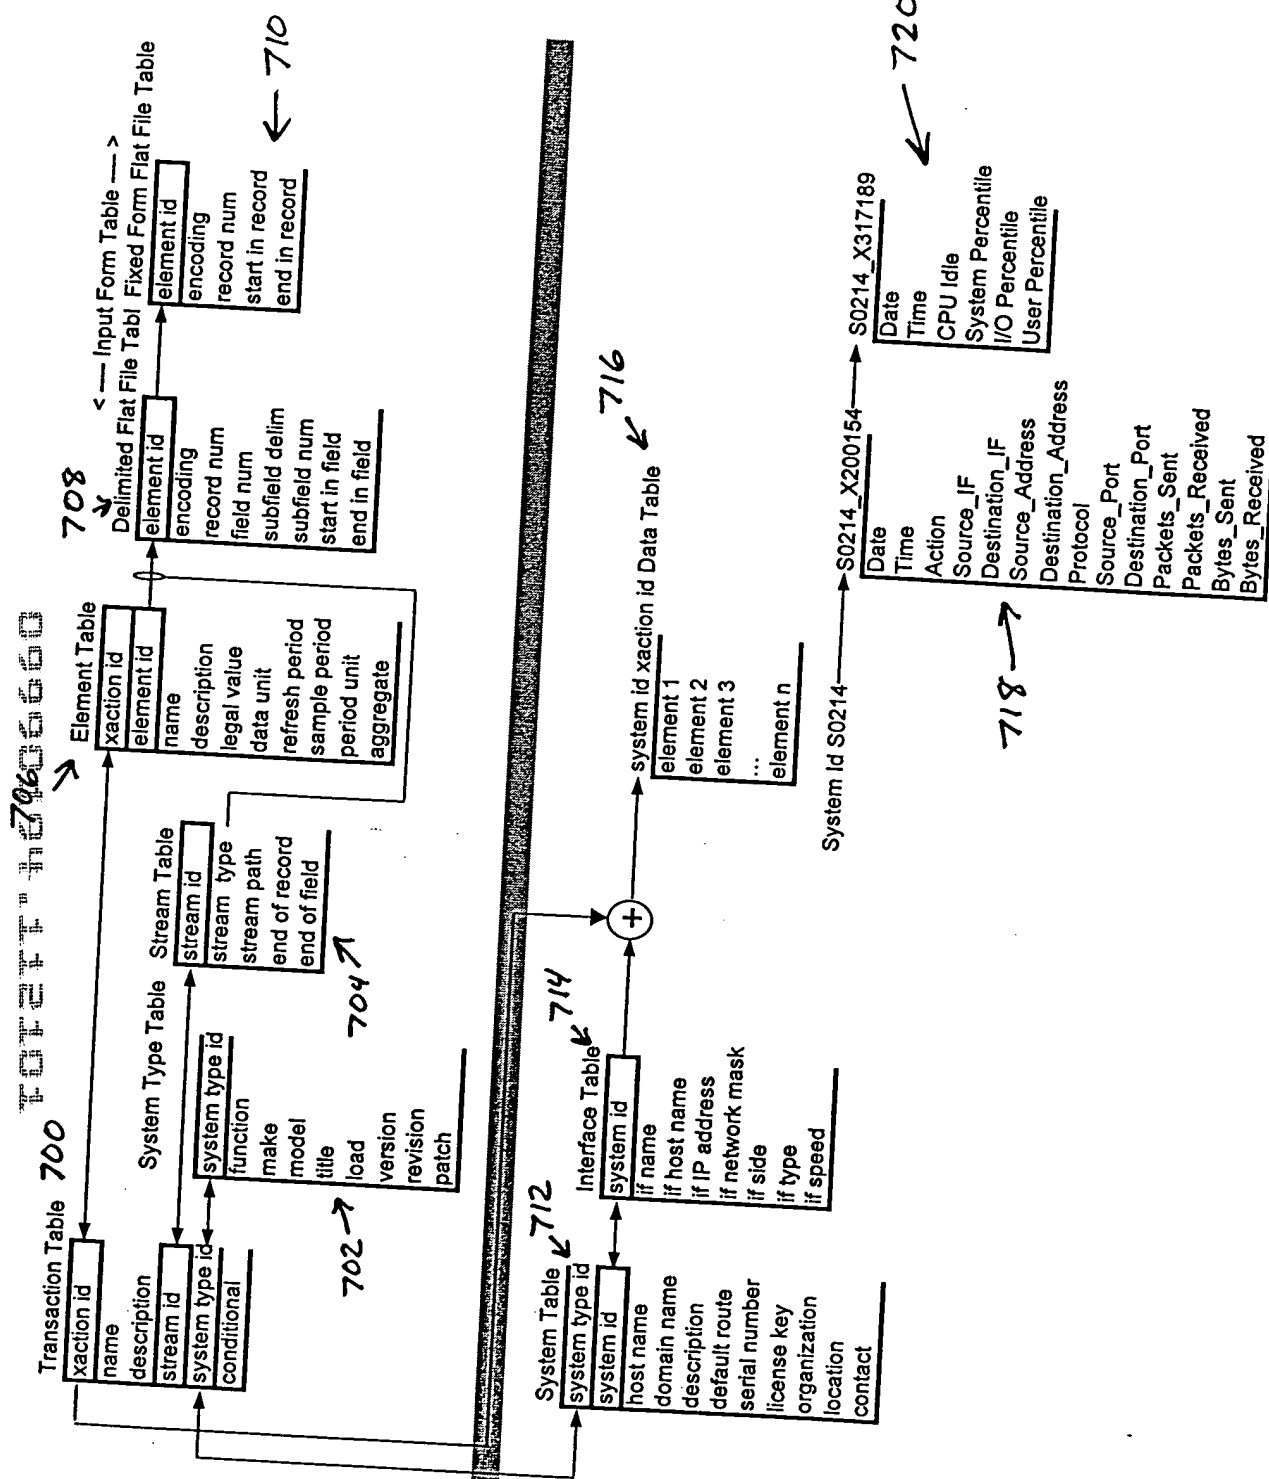 Transaction Table 700
xaction id
name
description
stream id
system type id
conditional
System Type Table
system type id
function
make
model
title
load
version
revision
patch
702
Stream Table
stream id
stream type
stream path
end of record
end of field
704
706
Element Table
xaction id
element id
name
description
legal value
data unit
refresh period
sample period
period unit
aggregate
708
< — Input Form Table — >
Delimited Flat File Tabl
element id
encoding
record num
field num
subfield delim
subfield num
start in field
end in field
Fixed Form Flat File Table
element id
encoding
record num
start in record
end in record
710
System Table
712
system type id
system id
host name
domain name
description
default route
serial number
license key
organization
location
contact
Interface Table
714
system id
if name
if host name
if IP address
if network mask
if side
if type
if speed
+
system id xaction id Data Table
716
element 1
element 2
element 3
...
element n
System Id S0214
S0214_X200154
Date
Time
Action
Source_IF
Destination_IF
Source_Address
Destination_Address
Protocol
Source_Port
Destination_Port
Packets_Sent
Packets_Received
Bytes_Sent
Bytes_Received
718
S0214_X317189
Date
Time
CPU Idle
System Percentile
I/O Percentile
User Percentile
720